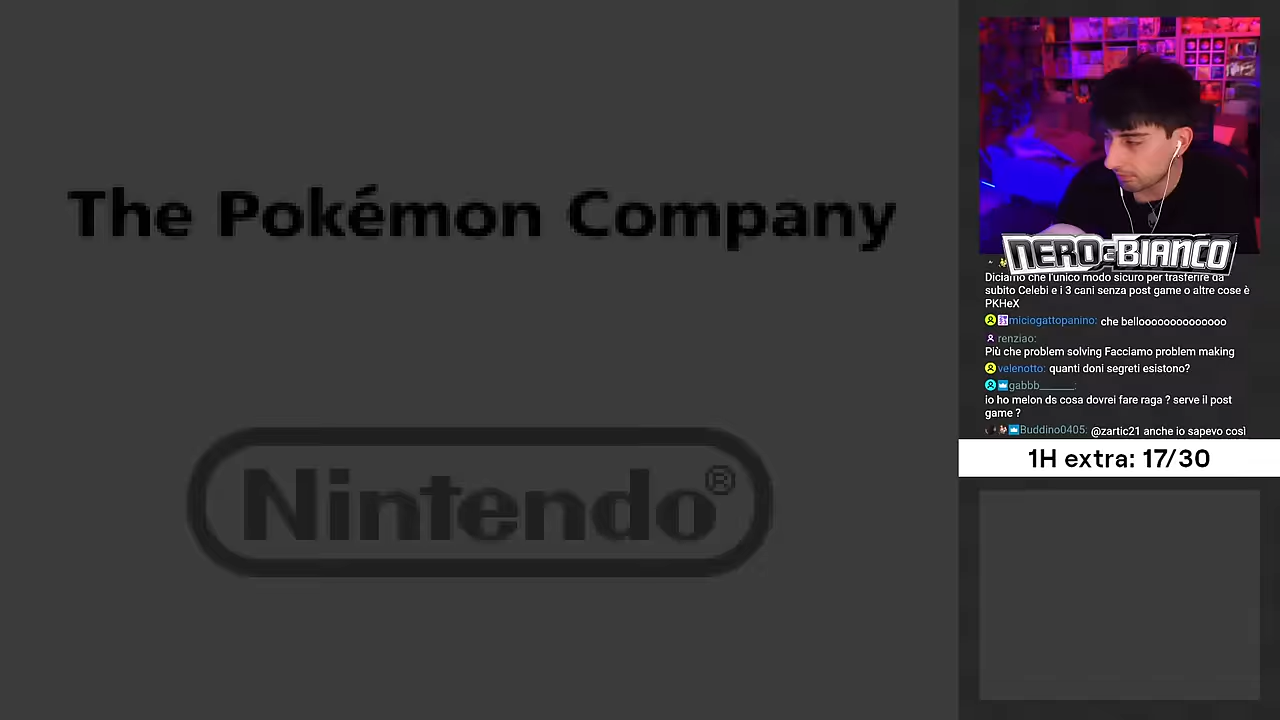 The Pokémon Company
Nintendo®
NERO E BIANCO
Diciamo che l'unico modo sicuro per trasferire da
subito Celebi e i 3 cani senza post game o altre cose è
PKHeX
miciogattopanino: che bellooooooooooooooo
renziao:
Più che problem solving Facciamo problem making
velenotto: quanti doni segreti esistono?
gabbb______:
io ho melon ds cosa dovrei fare raga ? serve il post
game ?
Buddino0405: @zartic21 anche io sapevo così
1H extra: 17/30